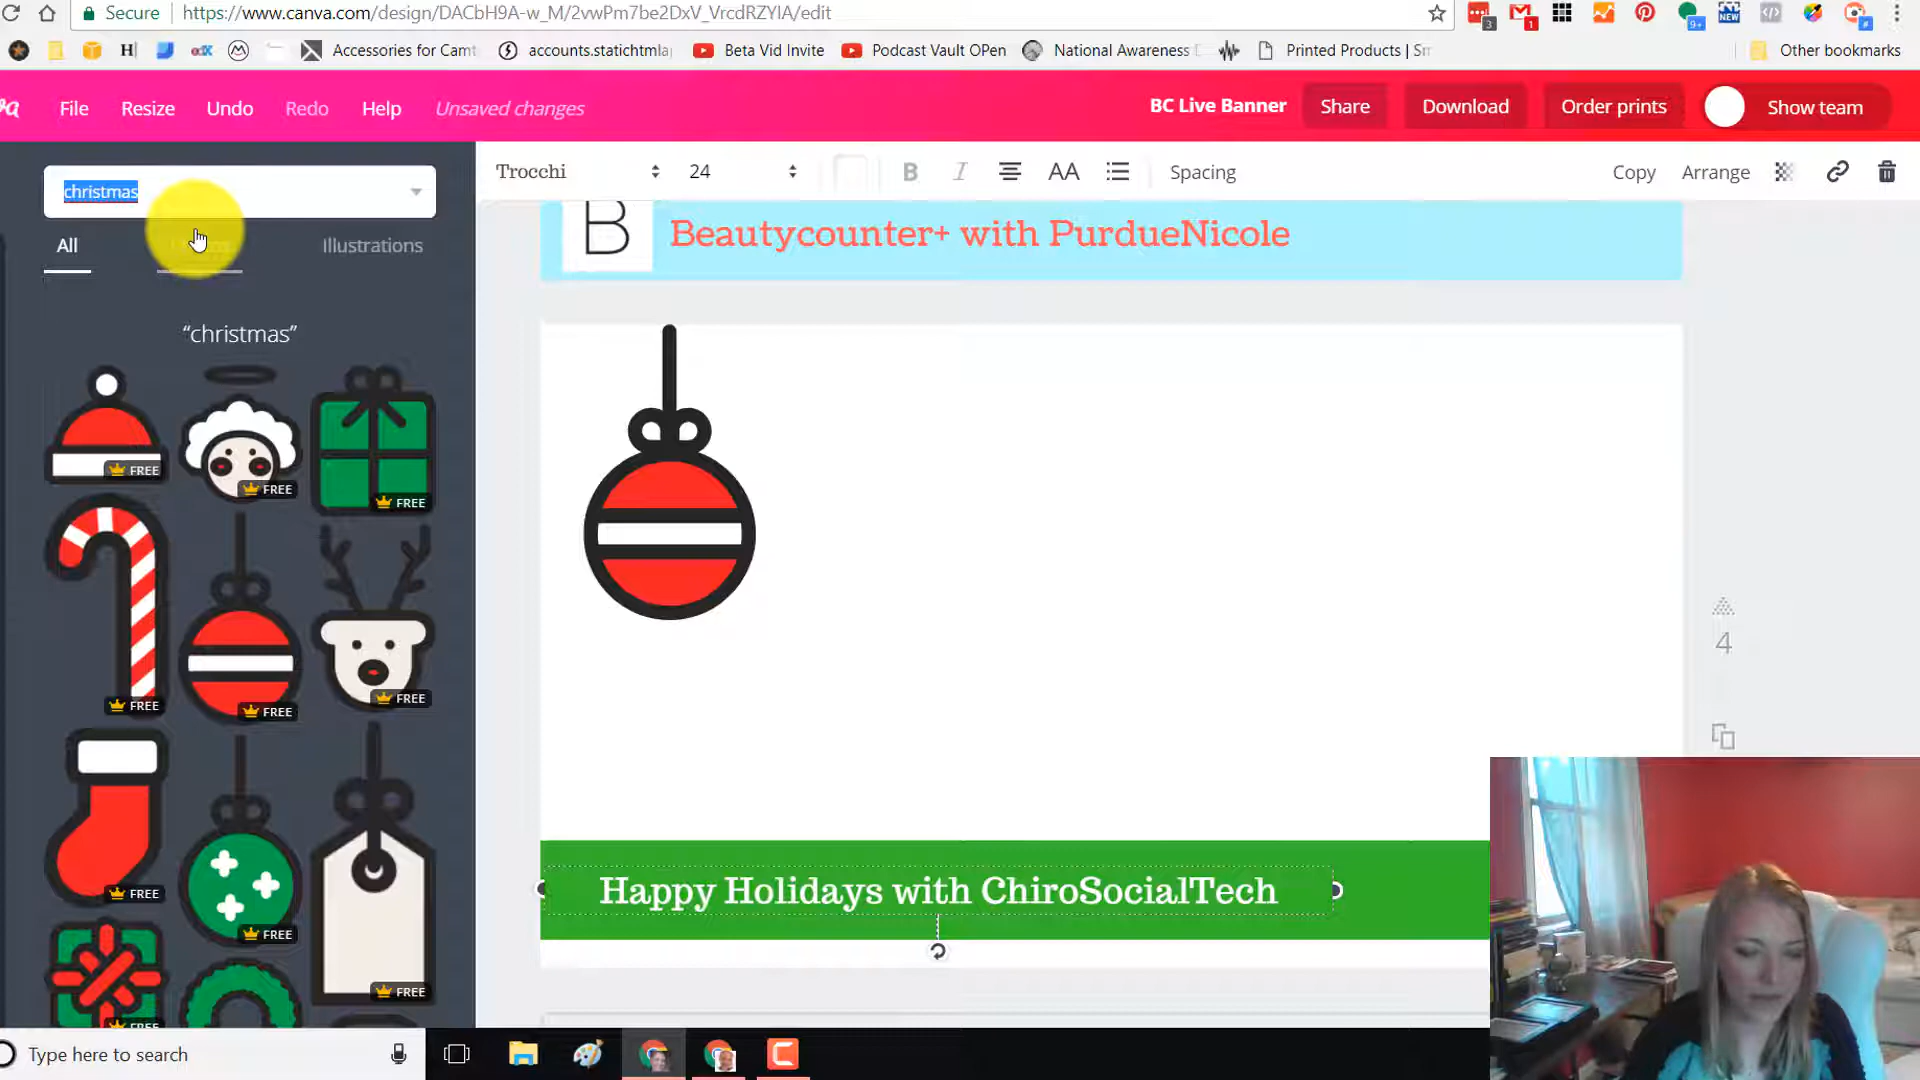 Secure https://www.canva.com/design/DACbH9A-w_M/2vwPm7be2DxV_VrcdRZYlA/edit
Accessories for Camt accounts.statichtmla Beta Vid Invite Podcast Vault OPen National Awareness Printed Products | Sm Other bookmarks
File Resize Undo Redo Help Unsaved changes BC Live Banner Share Download Order prints Show team
christmas
Trocchi 24 B I AA Spacing Copy Arrange
All Illustrations
B Beautycounter+ with PurdueNicole
“christmas”
FREE
FREE
FREE
FREE
FREE
FREE
FREE
FREE
FREE
FREE
4
Happy Holidays with ChiroSocialTech
Type here to search